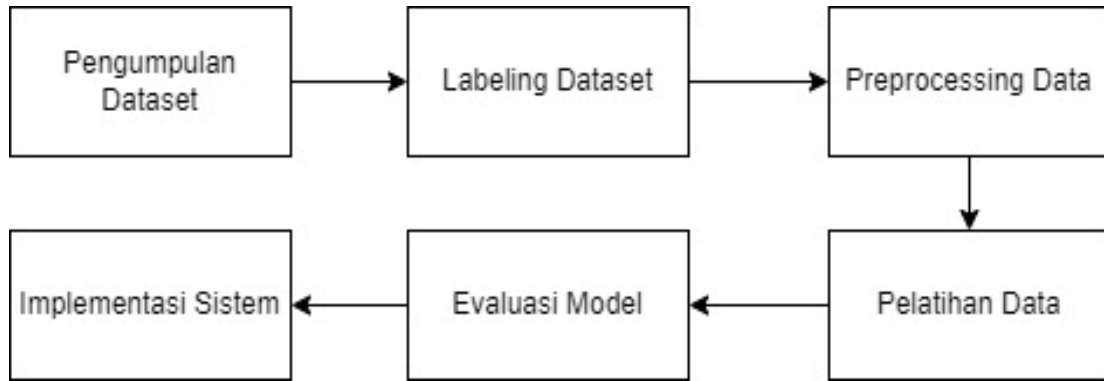 Pengumpulan
Dataset
Labeling Dataset
Preprocessing Data
Pelatihan Data
Evaluasi Model
Implementasi Sistem